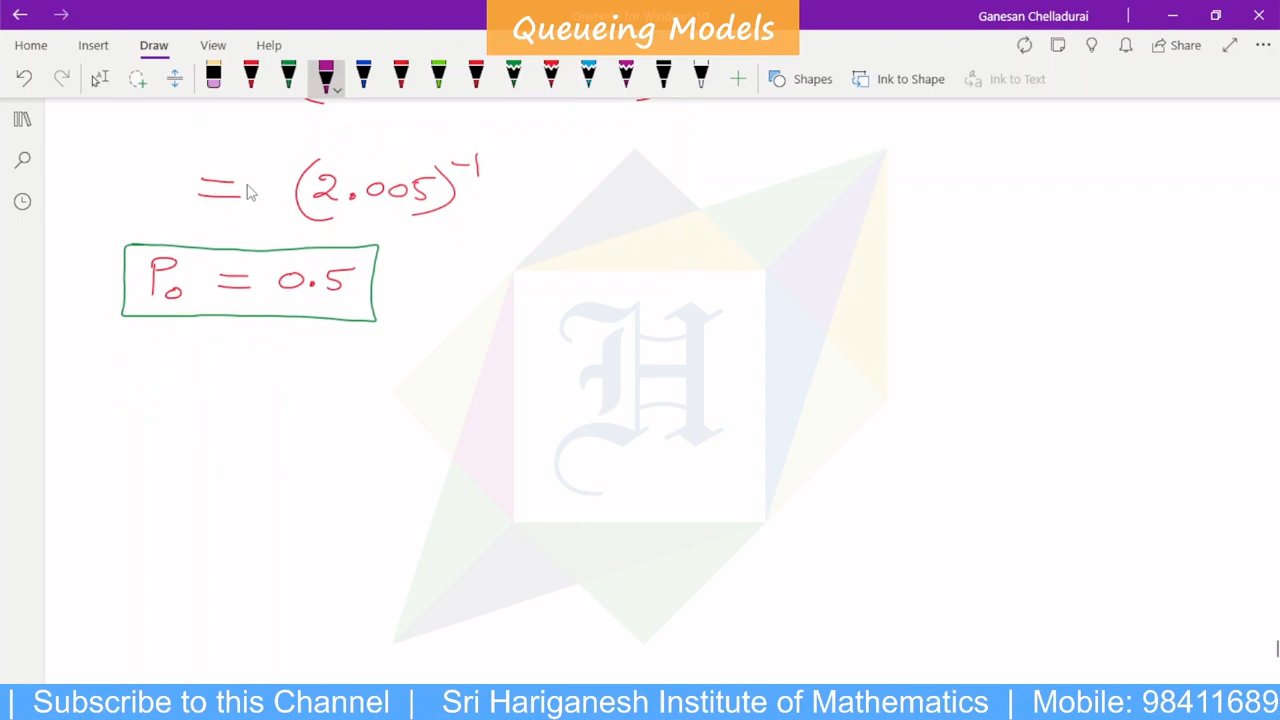 Queueing Models
Ganesan Chelladurai
Home Insert Draw View Help
Share
Shapes Ink to Shape Ink to Text
= (2.005)⁻¹
P₀ = 0.5
H
| Subscribe to this Channel | Sri Hariganesh Institute of Mathematics | Mobile: 98411689